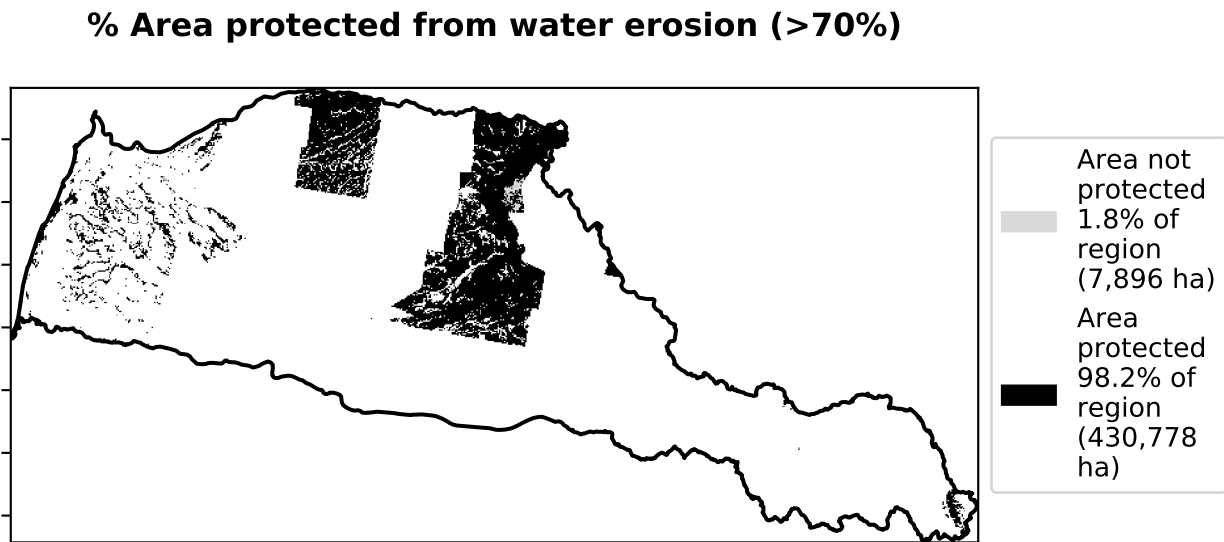 % Area protected from water erosion (>70%)
Area not
protected
1.8% of
region
(7,896 ha)
Area
protected
98.2% of
region
(430,778
ha)